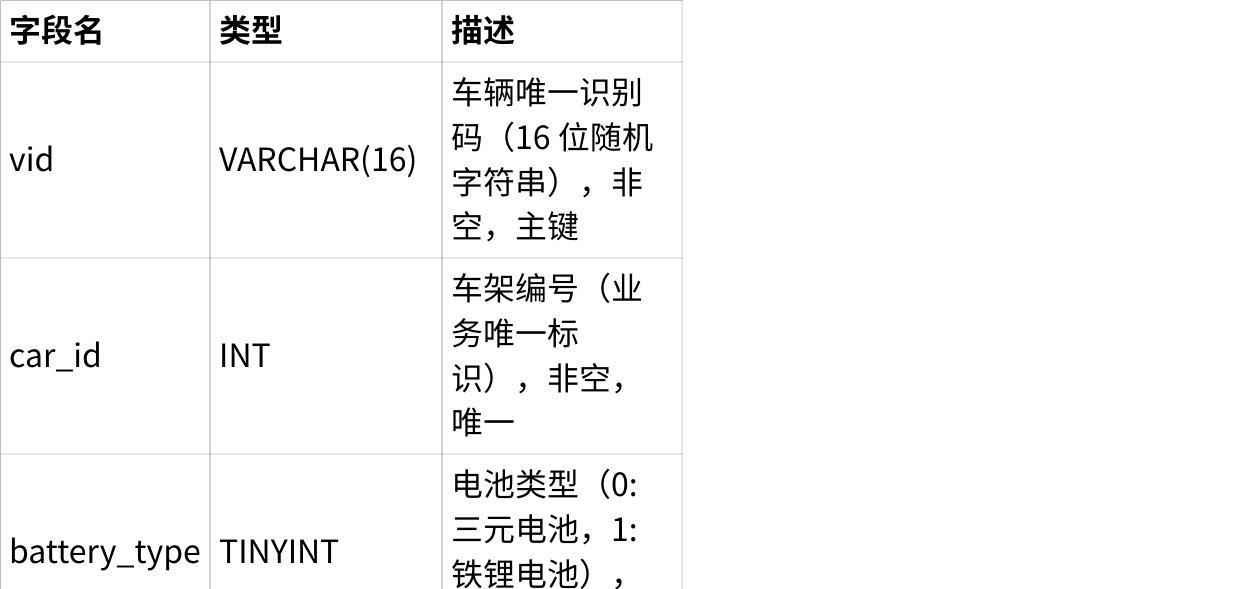 字段名 类型 描述
vid VARCHAR(16) 车辆唯一识别
码（16 位随机
字符串），非
空，主键
car_id INT 车架编号（业
务唯一标
识），非空，
唯一
battery_type TINYINT 电池类型（0:
三元电池，1:
铁锂电池），